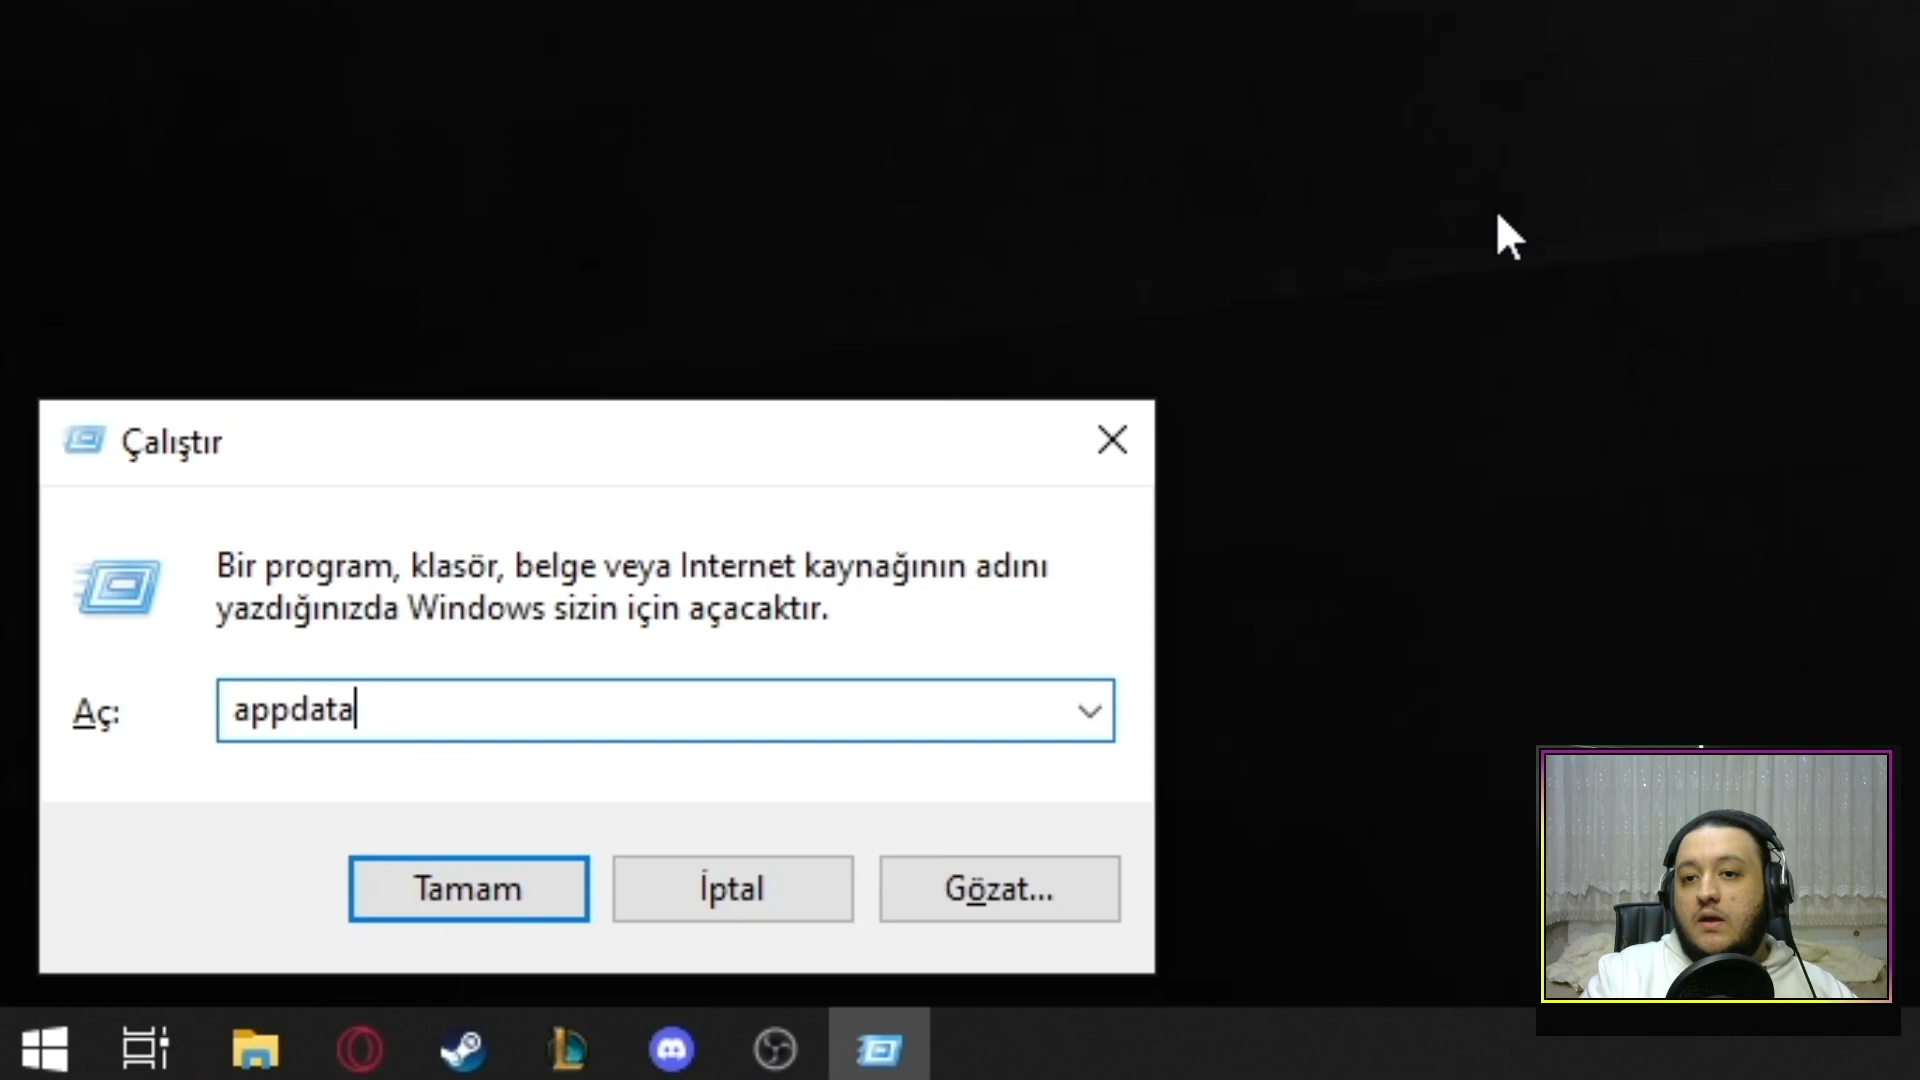 Çalıştır
Bir program, klasör, belge veya Internet kaynağının adını
yazdığınızda Windows sizin için açacaktır.
Aç: appdata
Tamam İptal Gözat...